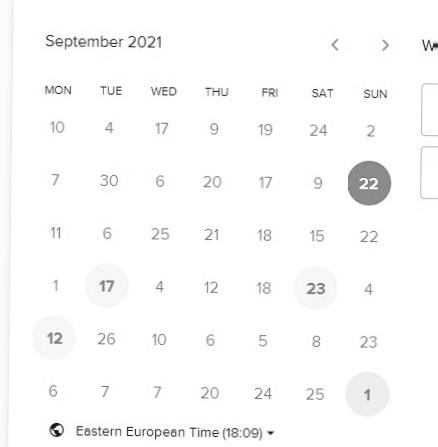 September 2021
MON TUE WED THU FRI SAT SUN
10 4 17 9 19 24 2
7 30 6 20 17 9 22
11 6 25 21 18 15 22
1 17 4 12 18 23 4
12 26 10 6 5 8 23
6 7 7 20 24 25 1
Eastern European Time (18:09)